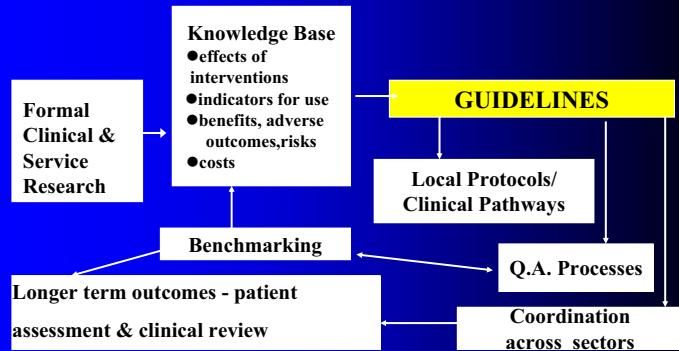 Knowledge Base
●effects of
interventions
●indicators for use
●benefits, adverse
outcomes,risks
●costs
Formal
Clinical &
Service
Research
GUIDELINES
Local Protocols/
Clinical Pathways
Benchmarking
Q.A. Processes
Longer term outcomes - patient
assessment & clinical review
Coordination
across sectors